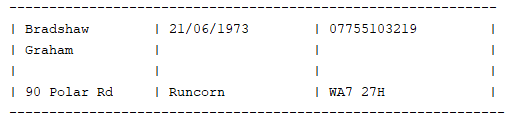 Bradshaw | 21/06/1973 | 07755103219
Graham
90 Polar Rd | Runcorn | WA7 27H